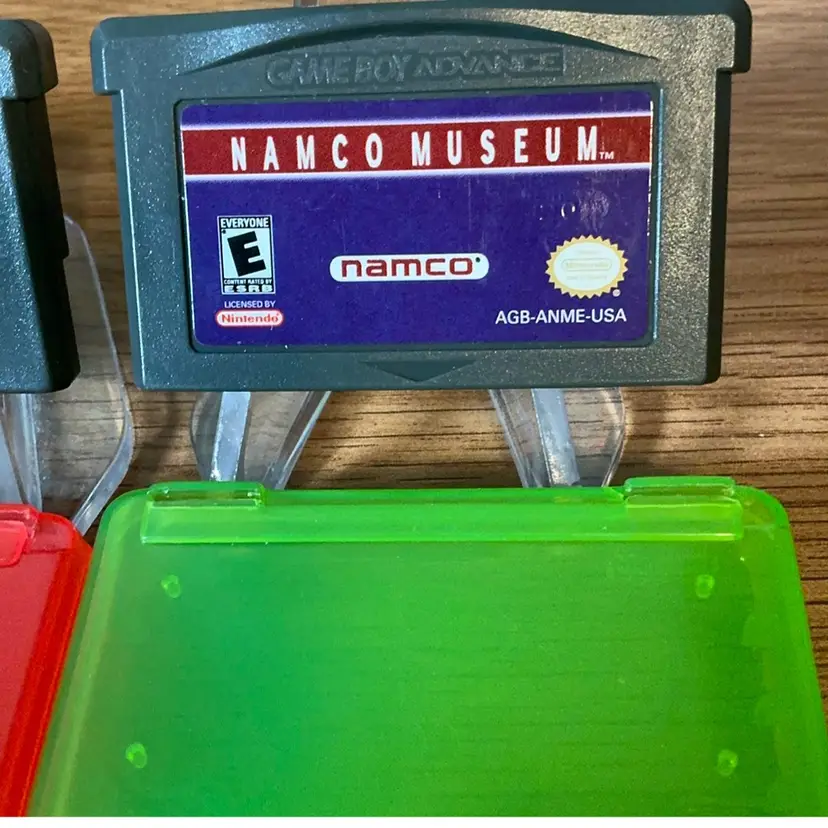 GAME BOY ADVANCE
NAMCO MUSEUM™
EVERYONE
E
CONTENT RATED BY
ESRB
LICENSED BY
Nintendo®
namco®
®
AGB-ANME-USA